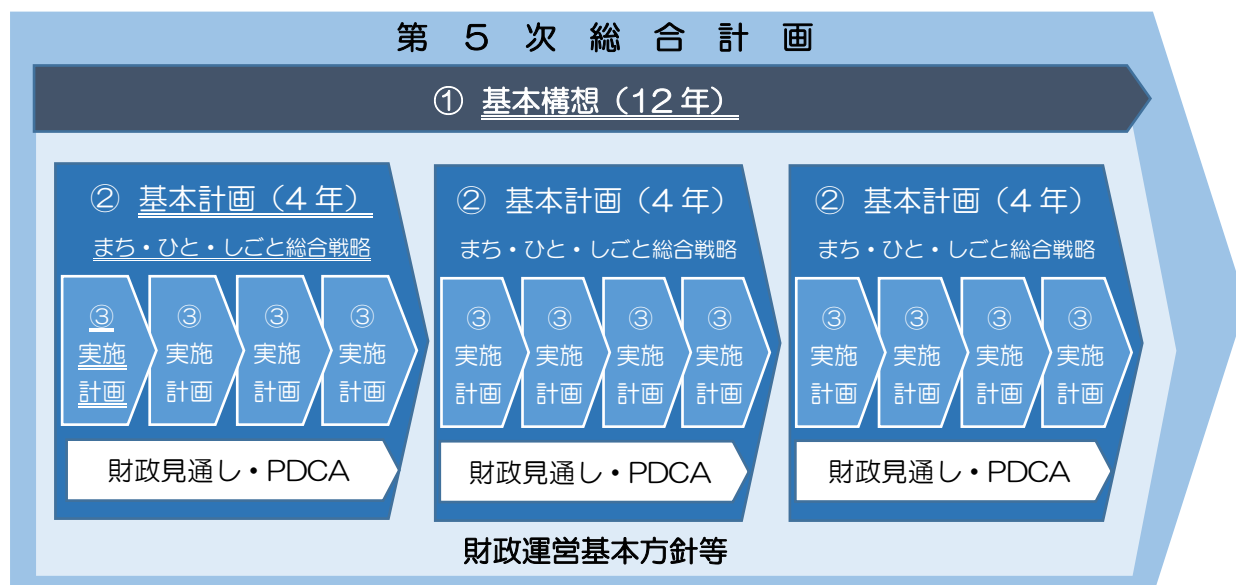 第 5 次 総 合 計 画
① 基本構想(12年)
② 基本計画(4年)
まち・ひと・しごと総合戦略
③
実施
計画
③
実施
計画
③
実施
計画
③
実施
計画
財政見通し・PDCA
② 基本計画(4年)
まち・ひと・しごと総合戦略
③
実施
計画
③
実施
計画
③
実施
計画
③
実施
計画
財政見通し・PDCA
② 基本計画(4年)
まち・ひと・しごと総合戦略
③
実施
計画
③
実施
計画
③
実施
計画
③
実施
計画
財政見通し・PDCA
財政運営基本方針等